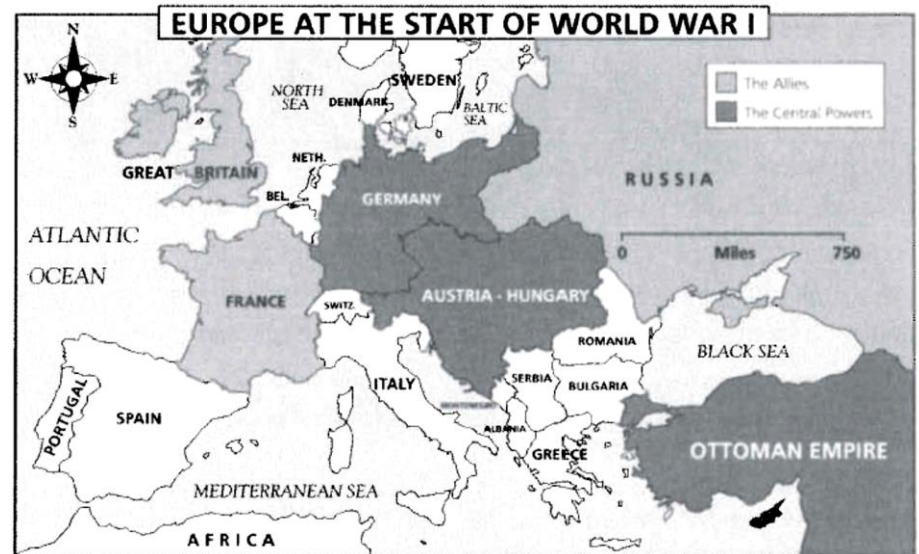 EUROPE AT THE START OF WORLD WAR I
N
W E
S
The Allies
The Central Powers
NORTH
SEA
SWEDEN
DENMARK
BALTIC
SEA
GREAT BRITAIN
NETH.
BEL.
GERMANY
RUSSIA
0 Miles 750
ATLANTIC
OCEAN
FRANCE
SWITZ.
AUSTRIA - HUNGARY
ROMANIA
BLACK SEA
ITALY
SERBIA
BULGARIA
MONTENEGRO
PORTUGAL
SPAIN
ALBANIA
GREECE
OTTOMAN EMPIRE
MEDITERRANEAN SEA
AFRICA